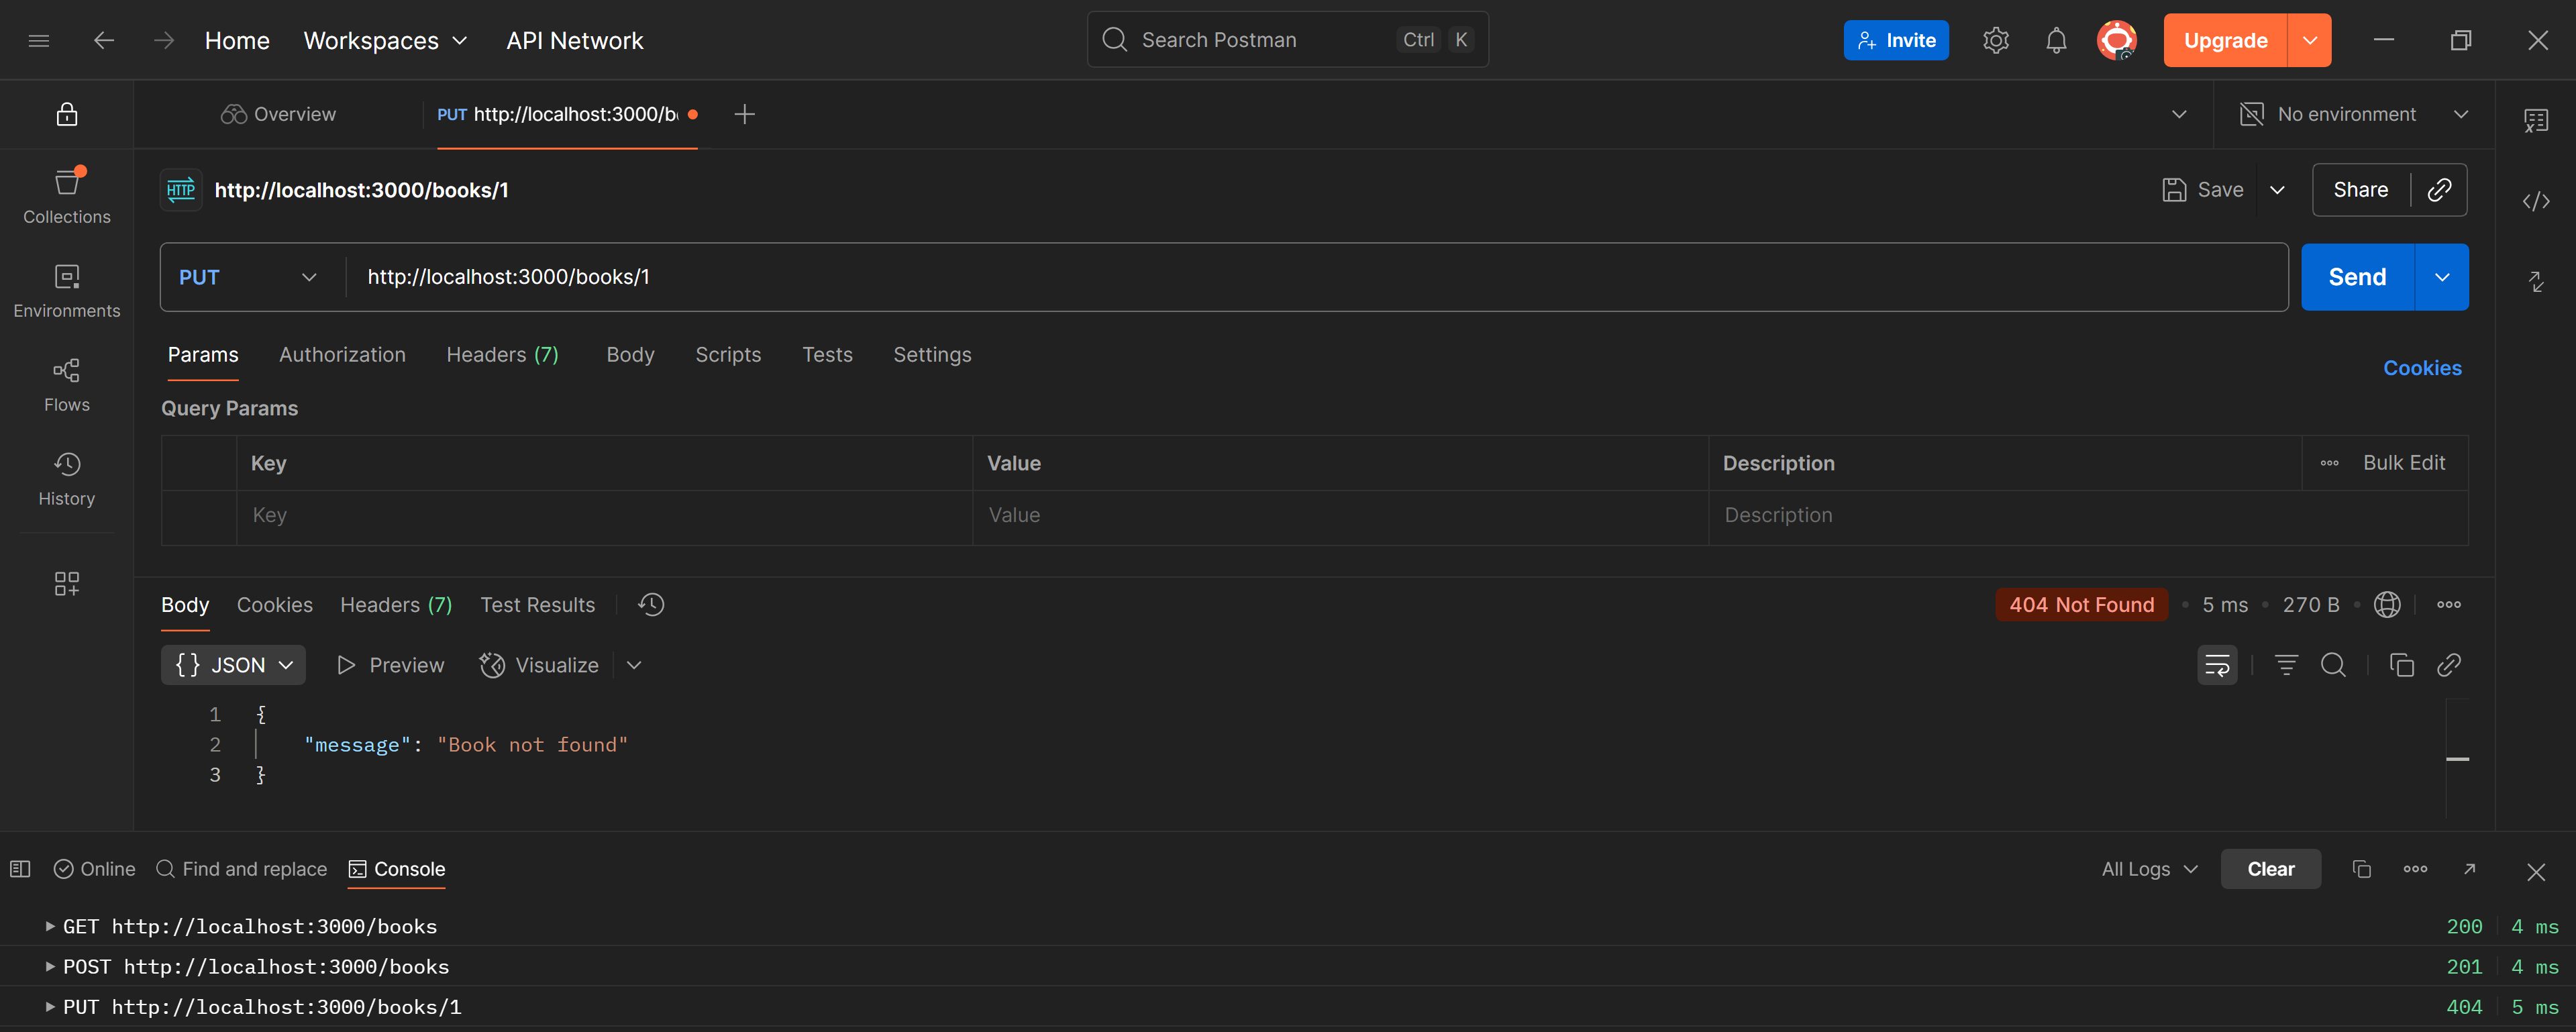 Home Workspaces API Network Search Postman Ctrl K Invite Upgrade
Overview PUT http://localhost:3000/b No environment
HTTP http://localhost:3000/books/1 Save Share
Collections
PUT http://localhost:3000/books/1 Send
Environments
Params Authorization Headers (7) Body Scripts Tests Settings Cookies
Flows
Query Params
Key Value Description Bulk Edit
History
Key Value Description
Body Cookies Headers (7) Test Results 404 Not Found 5 ms 270 B
{} JSON Preview Visualize
1 {
2 "message": "Book not found"
3 }
Online Find and replace Console All Logs Clear
GET http://localhost:3000/books 200 4 ms
POST http://localhost:3000/books 201 4 ms
PUT http://localhost:3000/books/1 404 5 ms